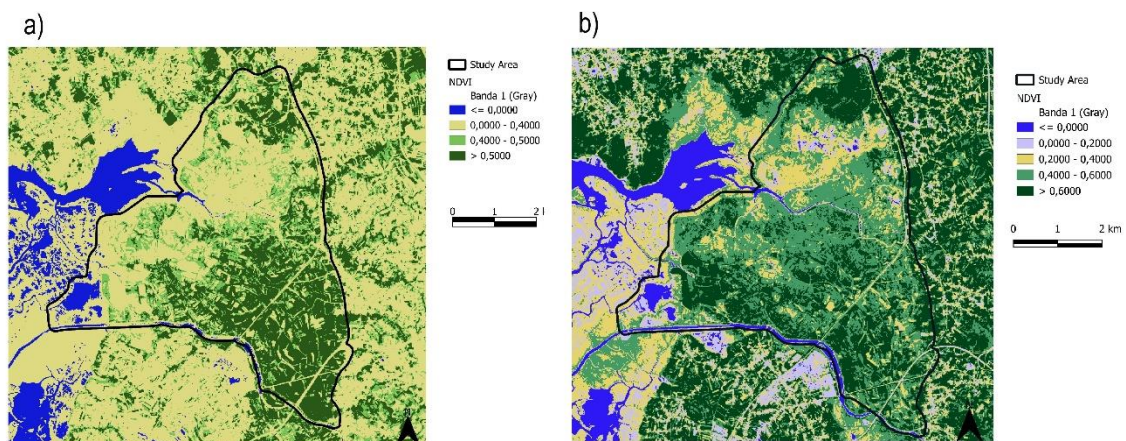 a)
Study Area
NDVI
Banda 1 (Gray)
<= 0,0000
0,0000 - 0,4000
0,4000 - 0,5000
> 0,5000
0 1 2 l
b)
Study Area
NDVI
Banda 1 (Gray)
<= 0,0000
0,0000 - 0,2000
0,2000 - 0,4000
0,4000 - 0,6000
> 0,6000
0 1 2 km